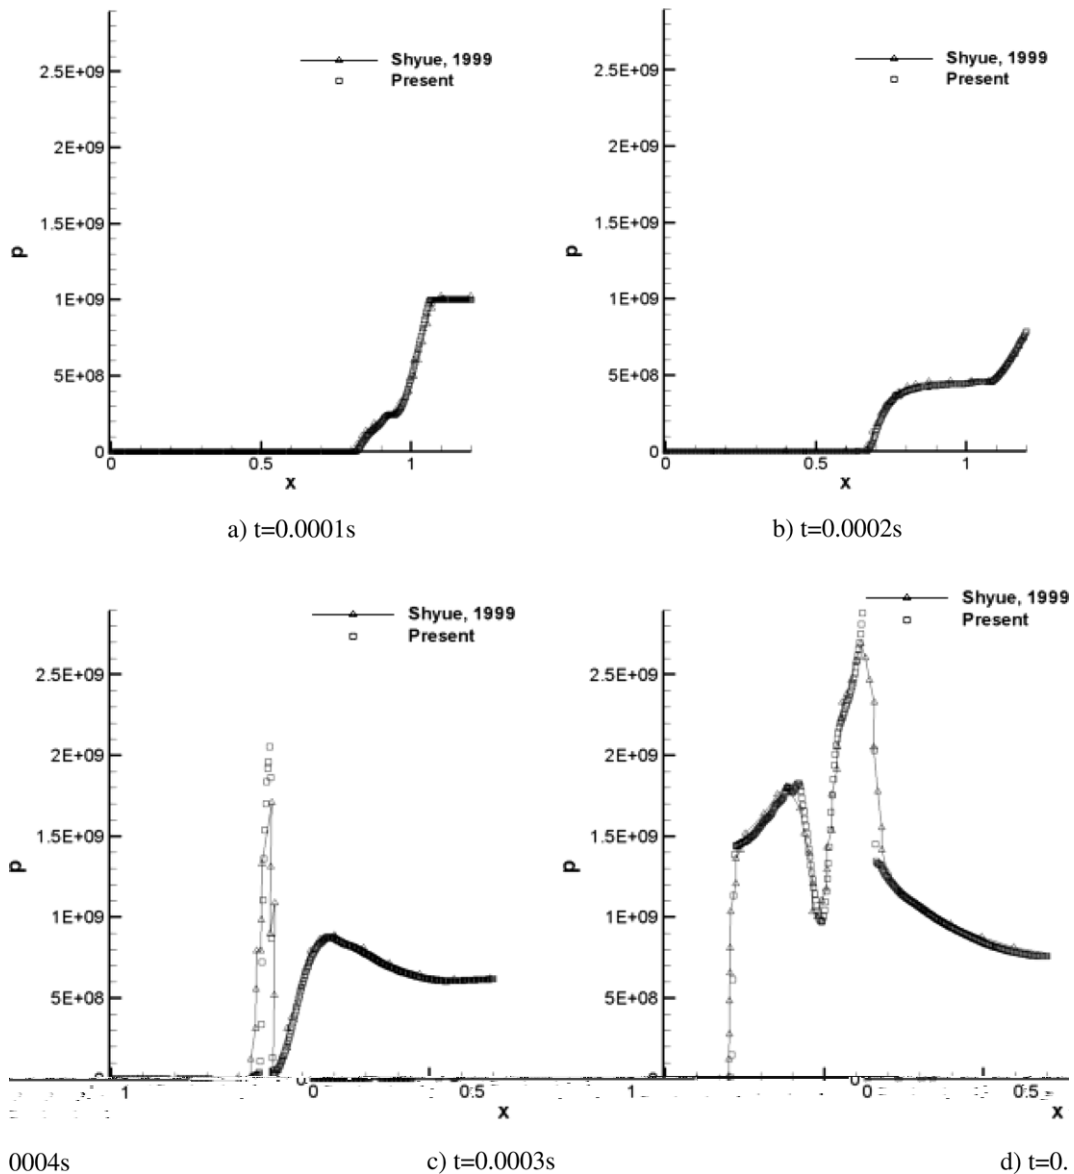 Shyue, 1999
Present
2.5E+09
2E+09
1.5E+09
p
1E+09
5E+08
0
0 0.5 1
x
a) t=0.0001s
Shyue, 1999
Present
2.5E+09
2E+09
1.5E+09
p
1E+09
5E+08
0
0 0.5 1
x
b) t=0.0002s
Shyue, 1999
Present
2.5E+09
2E+09
1.5E+09
p
1E+09
5E+08
1 0 0.5
x
c) t=0.0003s
Shyue, 1999
Present
2.5E+09
2E+09
1.5E+09
p
1E+09
5E+08
1 0 0.5
x
0004s
d) t=0.